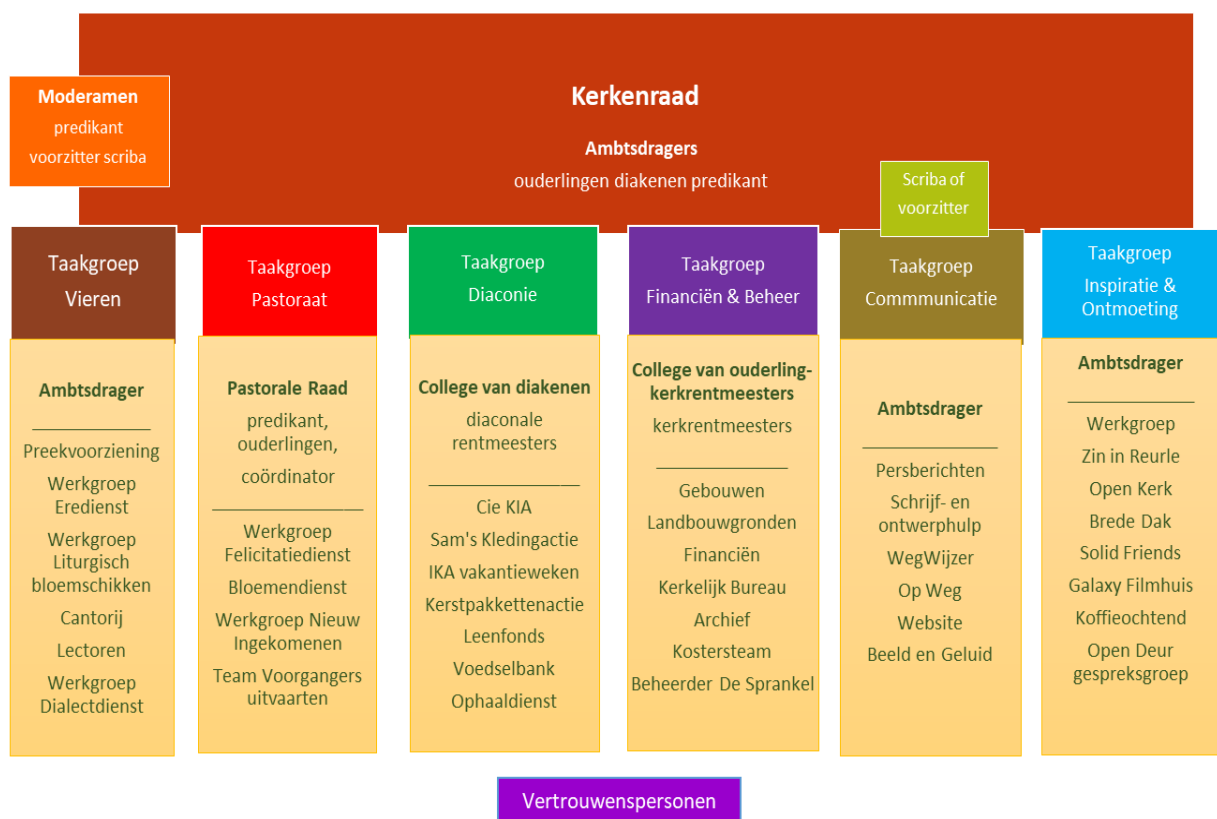 Kerkenraad
Ambtsdragers
ouderlingen diakenen predikant
Moderamen
predikant
voorzitter scriba
Scriba of
voorzitter
Taakgroep
Vieren
Ambtsdrager
Preekvoorziening
Werkgroep
Eredienst
Werkgroep
Liturgisch
bloemschikken
Cantorij
Lectoren
Werkgroep
Dialectdienst
Taakgroep
Pastoraat
Pastorale Raad
predikant,
ouderlingen,
coördinator
Werkgroep
Felicitatiedienst
Bloemendienst
Werkgroep Nieuw
Ingekomenen
Team Voorgangers
uitvaarten
Taakgroep
Diaconie
College van diakenen
diaconale
rentmeesters
Cie KIA
Sam's Kledingactie
IKA vakantieweken
Kerstpakkettenactie
Leenfonds
Voedselbank
Ophaaldienst
Taakgroep
Financiën & Beheer
College van ouderling-
kerkrentmeesters
kerkrentmeesters
Gebouwen
Landbouwgronden
Financiën
Kerkelijk Bureau
Archief
Kostersteam
Beheerder De Sprankel
Taakgroep
Commmunicatie
Ambtsdrager
Persberichten
Schrijf- en
ontwerphulp
WegWijzer
Op Weg
Website
Beeld en Geluid
Taakgroep
Inspiratie &
Ontmoeting
Ambtsdrager
Werkgroep
Zin in Reurle
Open Kerk
Brede Dak
Solid Friends
Galaxy Filmhuis
Koffieochtend
Open Deur
gespreksgroep
Vertrouwenspersonen